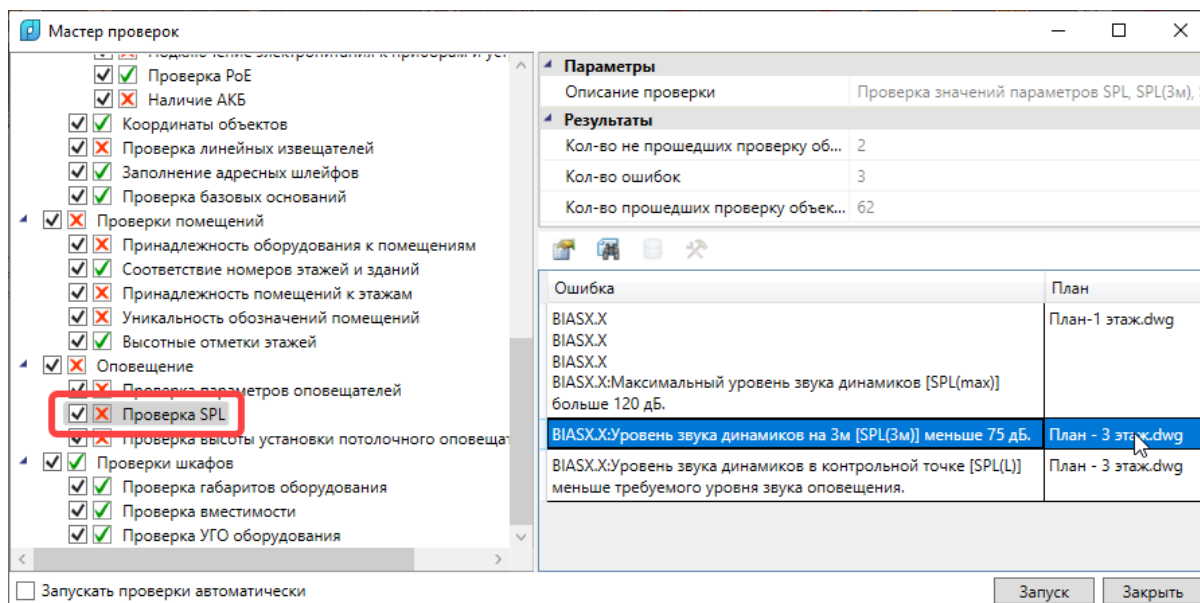 Мастер проверок
Подключение электропитания к приборам и уст
Проверка PoE
Наличие АКБ
Координаты объектов
Проверка линейных извещателей
Заполнение адресных шлейфов
Проверка базовых оснований
Проверки помещений
Принадлежность оборудования к помещениям
Соответствие номеров этажей и зданий
Принадлежность помещений к этажам
Уникальность обозначений помещений
Высотные отметки этажей
Оповещение
Проверка параметров оповещателей
Проверка SPL
Проверка высоты установки потолочного оповещат
Проверки шкафов
Проверка габаритов оборудования
Проверка вместимости
Проверка УГО оборудования
Запускать проверки автоматически
Параметры
Описание проверки Проверка значений параметров SPL, SPL(3м),
Результаты
Кол-во не прошедших проверку об... 2
Кол-во ошибок 3
Кол-во прошедших проверку объек... 62
Ошибка План
BIASX.X План-1 этаж.dwg
BIASX.X
BIASX.X
BIASX.X:Максимальный уровень звука динамиков [SPL(max)]
больше 120 дБ.
BIASX.X:Уровень звука динамиков на 3м [SPL(3м)] меньше 75 дБ. План - 3 этаж.dwg
BIASX.X:Уровень звука динамиков в контрольной точке [SPL(L)] План - 3 этаж.dwg
меньше требуемого уровня звука оповещения.
Запуск Закрыть